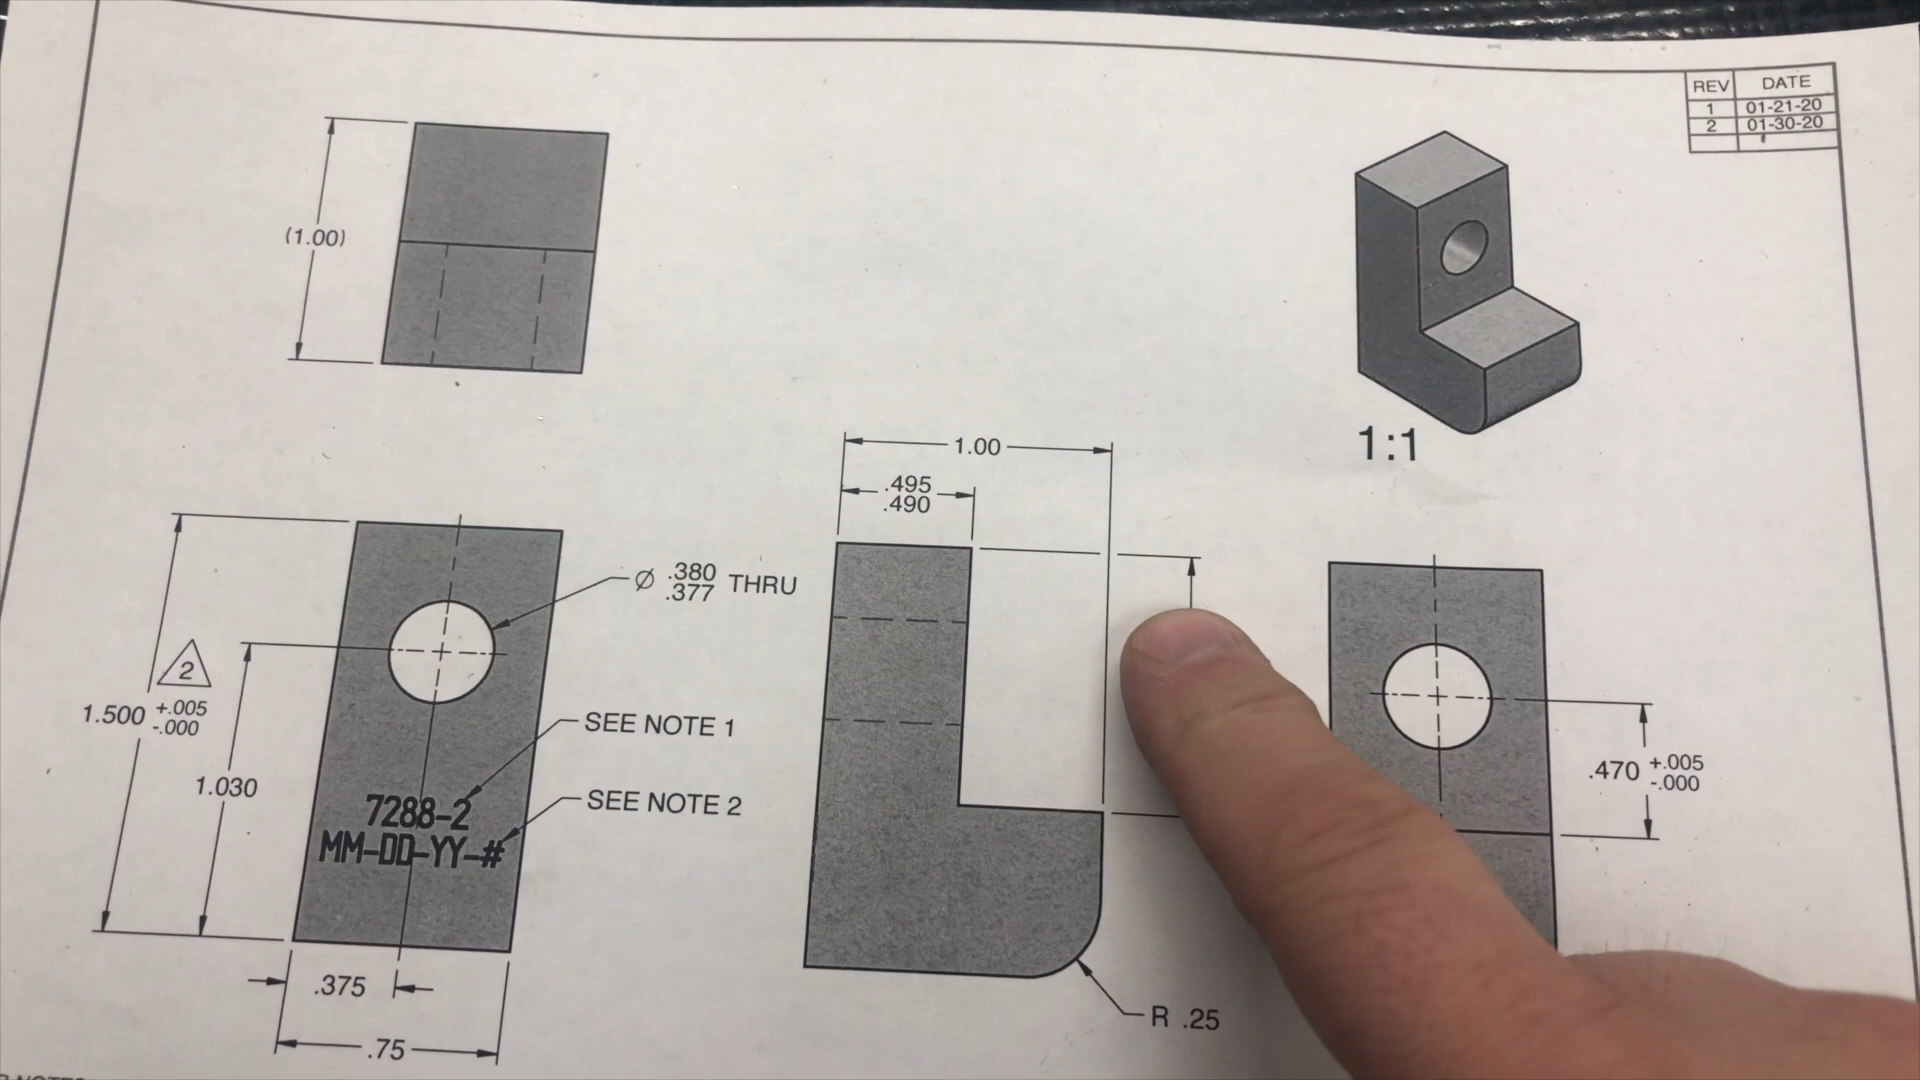 REV DATE
1 01-21-20
2 01-30-20
(1.00)
1:1
1.00
.495
.490
Ø .380 THRU
.377
2
1.500 +.005
-.000
SEE NOTE 1
1.030
.470 +.005
-.000
7288-2
SEE NOTE 2
MM-DD-YY-#
.375
R .25
.75